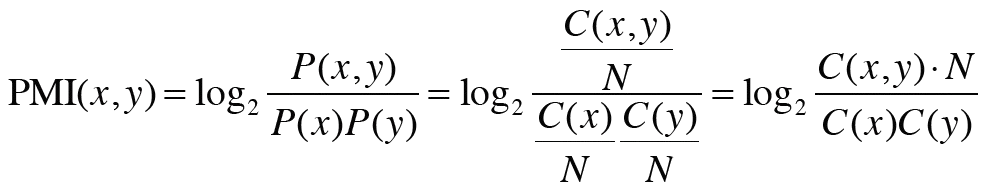 PMI(x,y) = log₂ P(x,y) / P(x)P(y) = log₂ (C(x,y) / N) / ((C(x) / N) (C(y) / N)) = log₂ C(x,y)·N / C(x)C(y)